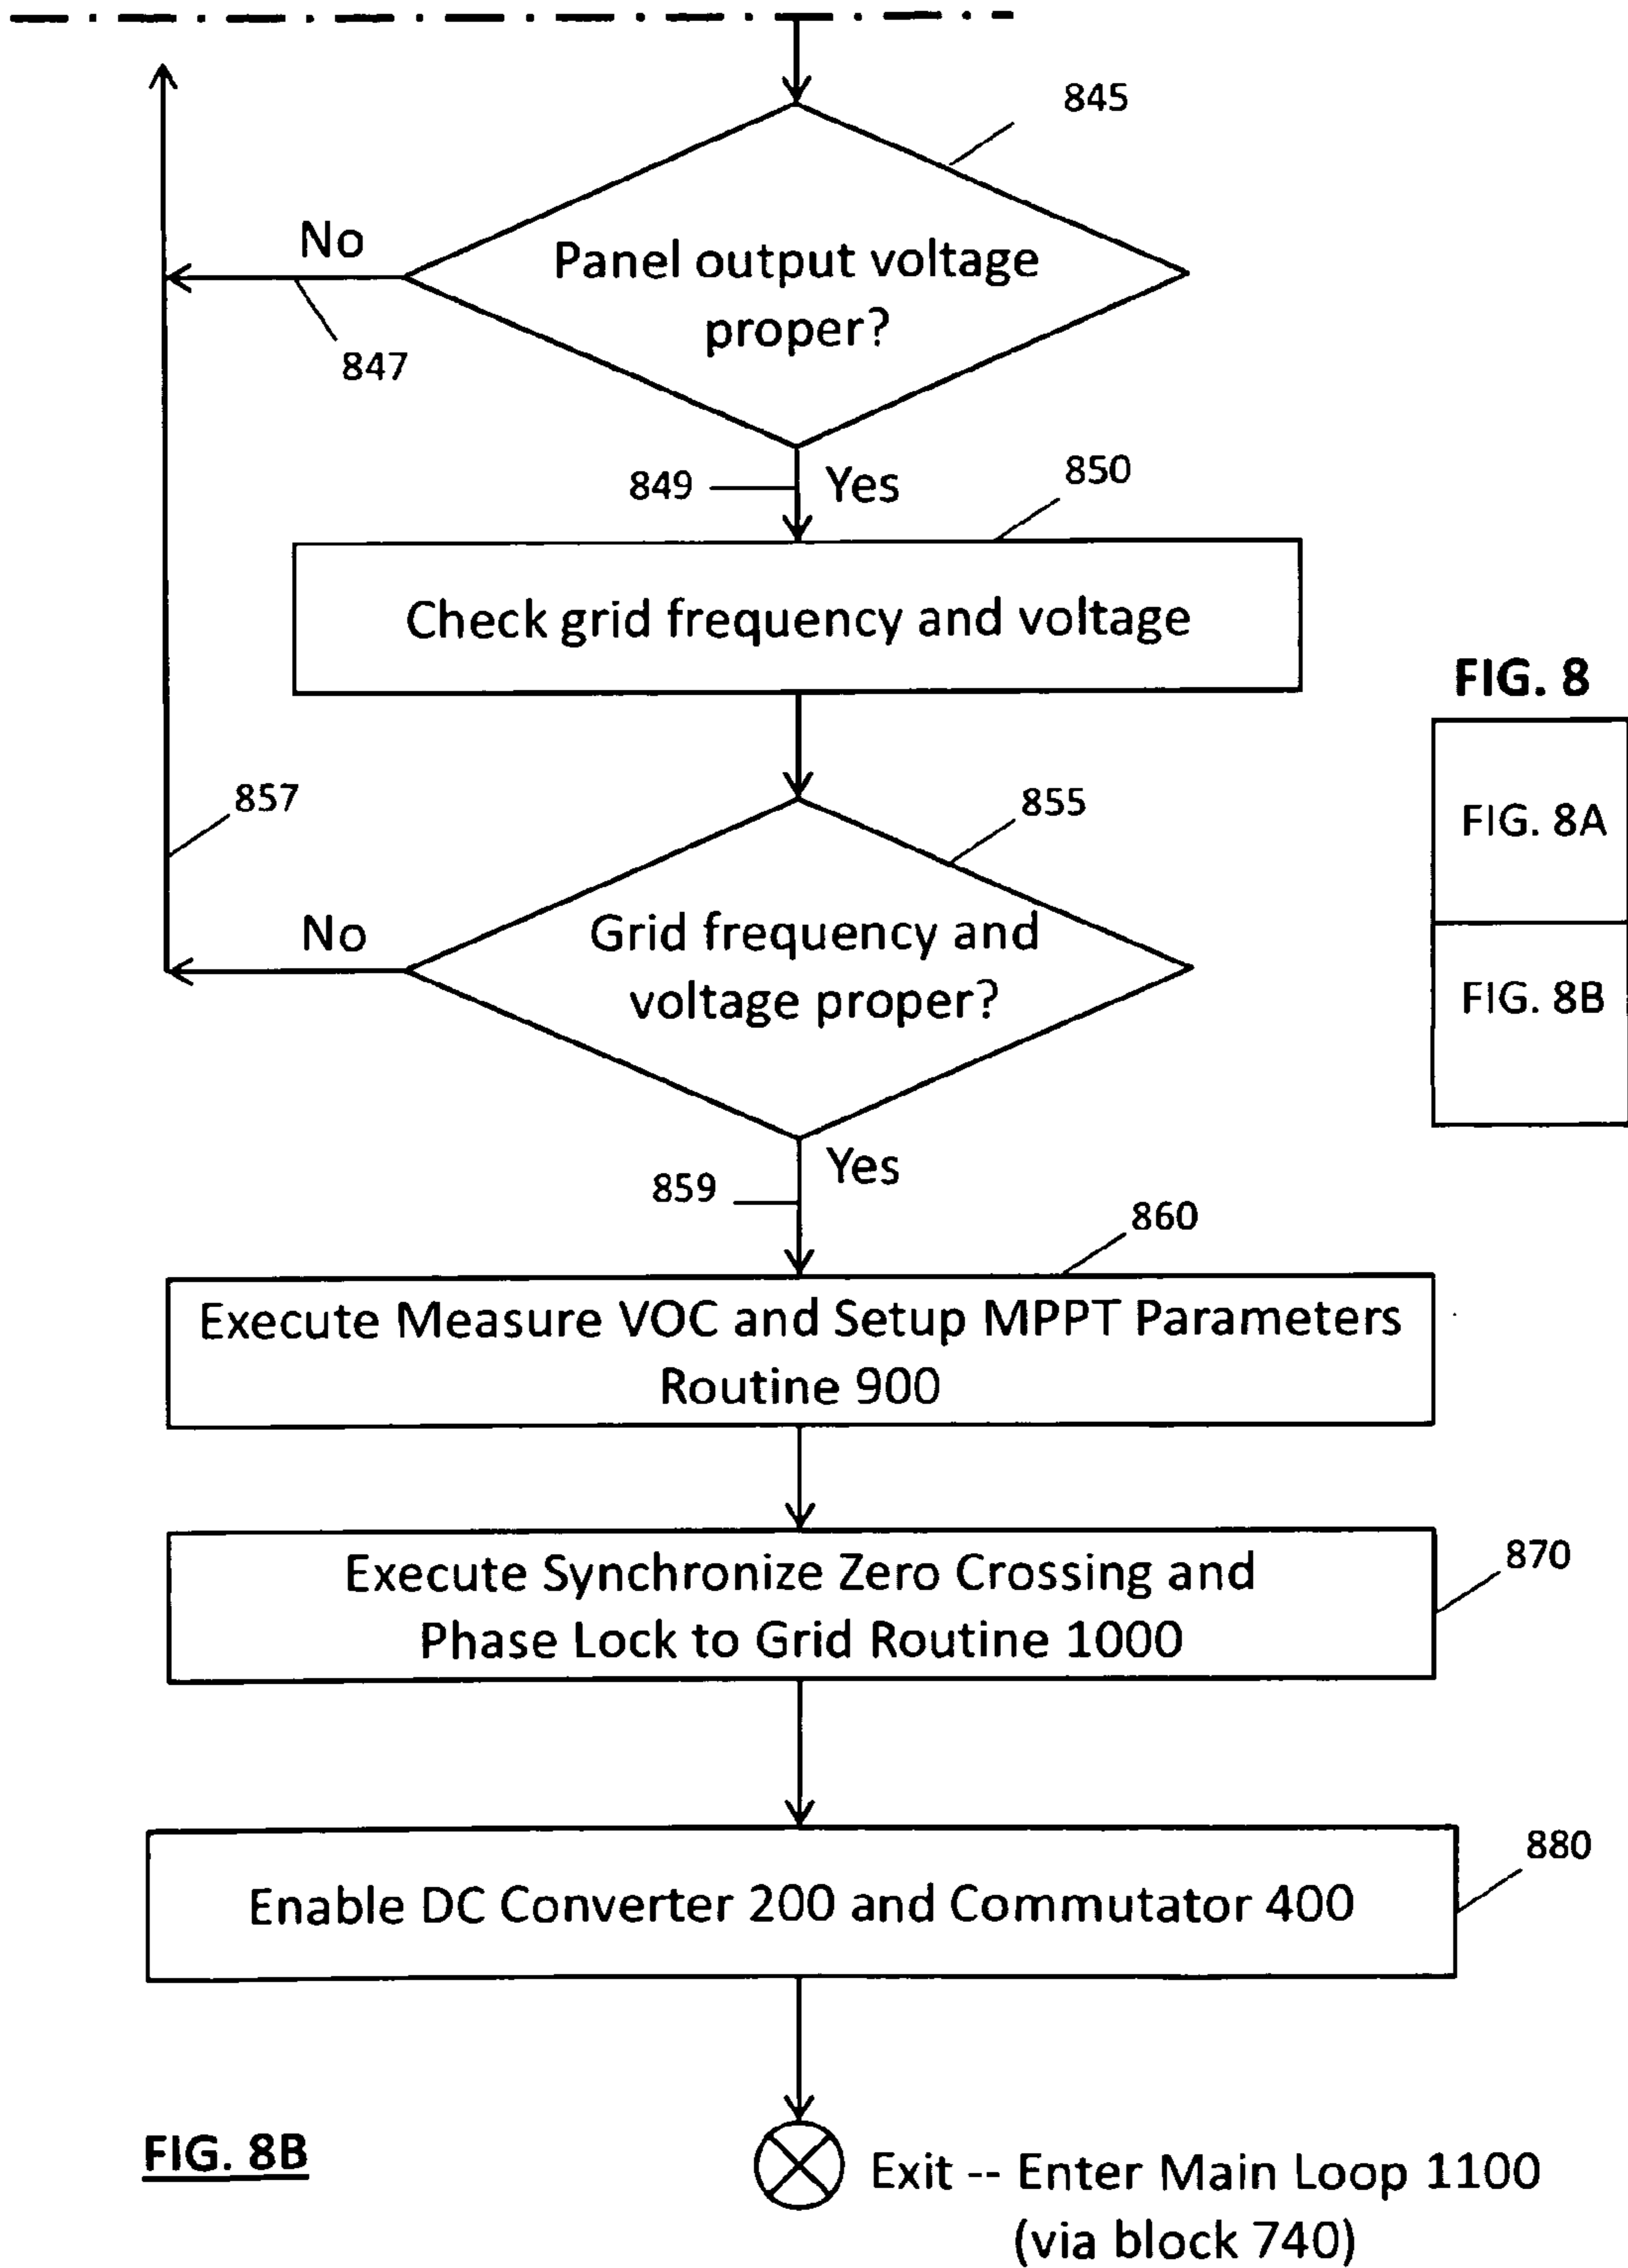 845
No
Panel output voltage
proper?
847
849
Yes
850
Check grid frequency and voltage
FIG. 8
857
855
FIG. 8A
No
Grid frequency and
voltage proper?
FIG. 8B
Yes
859
860
Execute Measure VOC and Setup MPPT Parameters
Routine 900
870
Execute Synchronize Zero Crossing and
Phase Lock to Grid Routine 1000
880
Enable DC Converter 200 and Commutator 400
FIG. 8B
Exit -- Enter Main Loop 1100
(via block 740)